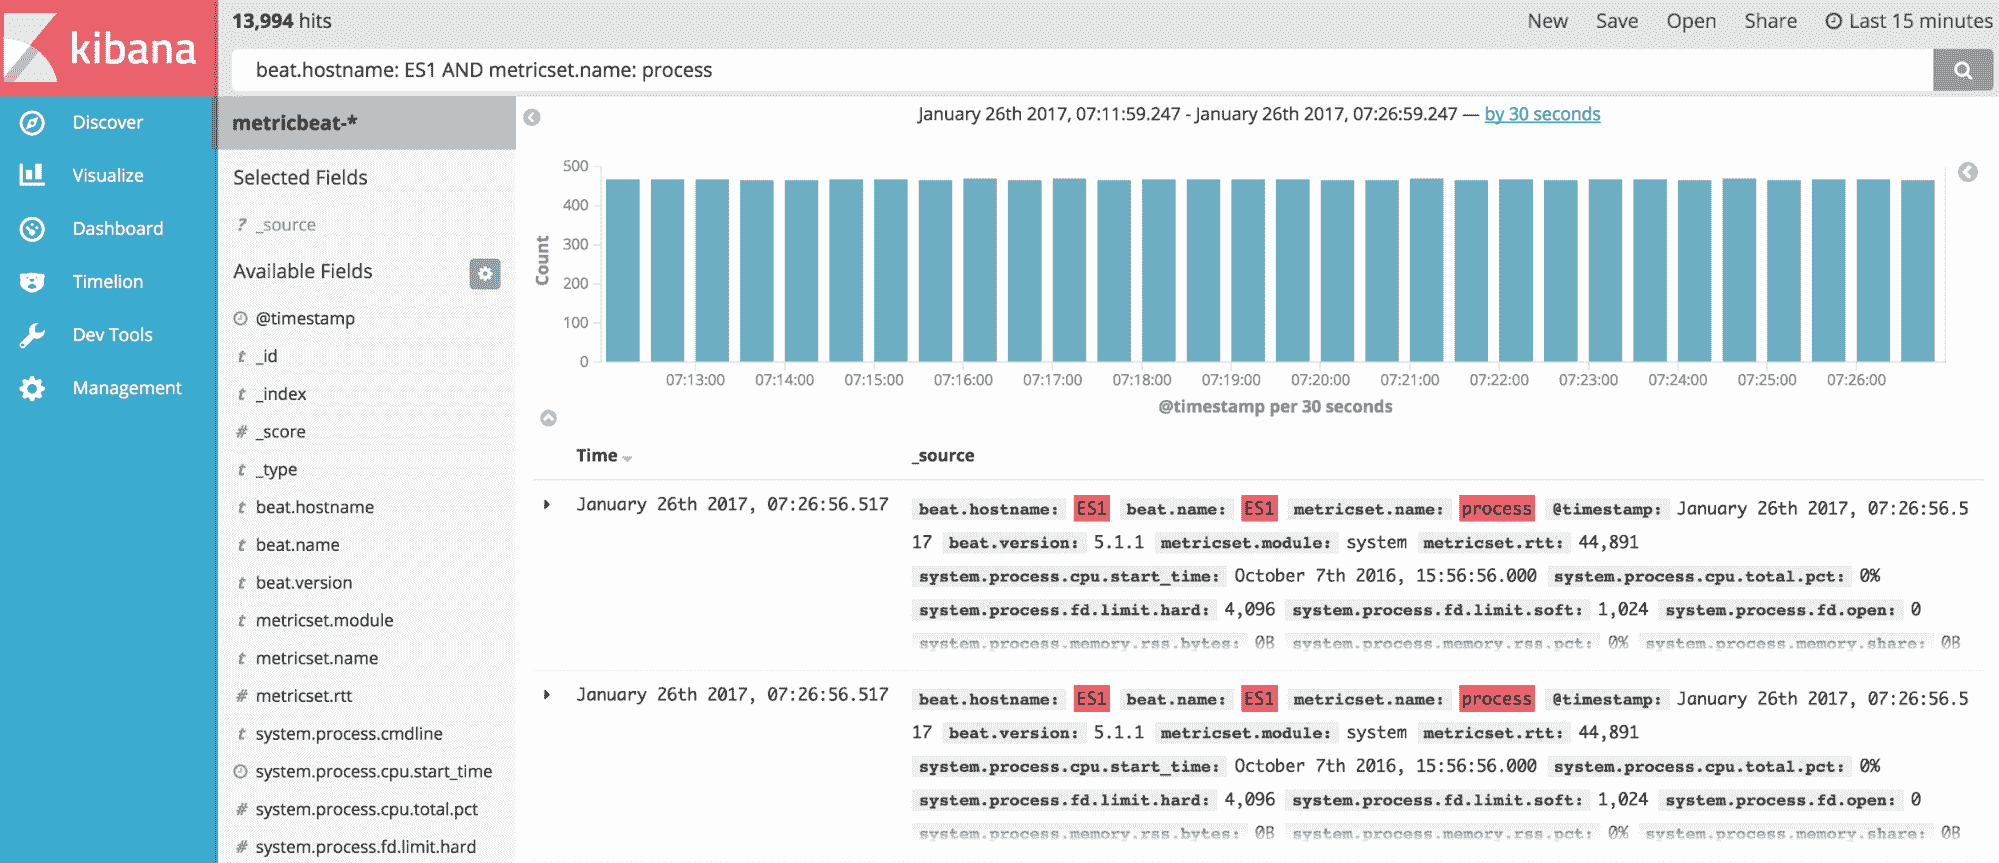 kibana
Discover
Visualize
Dashboard
Timelion
Dev Tools
Management
13,994 hits
New Save Open Share Last 15 minutes
beat.hostname: ES1 AND metricset.name: process
metricbeat-*
Selected Fields
? _source
Available Fields
@timestamp
t _id
t _index
# _score
t _type
t beat.hostname
t beat.name
t beat.version
t metricset.module
t metricset.name
# metricset.rtt
t system.process.cmdline
system.process.cpu.start_time
# system.process.cpu.total.pct
# system.process.fd.limit.hard
January 26th 2017, 07:11:59.247 - January 26th 2017, 07:26:59.247 — by 30 seconds
Count
500
400
300
200
100
0
07:13:00 07:14:00 07:15:00 07:16:00 07:17:00 07:18:00 07:19:00 07:20:00 07:21:00 07:22:00 07:23:00 07:24:00 07:25:00 07:26:00
@timestamp per 30 seconds
Time _source
January 26th 2017, 07:26:56.517 beat.hostname: ES1 beat.name: ES1 metricset.name: process @timestamp: January 26th 2017, 07:26:56.5
17 beat.version: 5.1.1 metricset.module: system metricset.rtt: 44,891
system.process.cpu.start_time: October 7th 2016, 15:56:56.000 system.process.cpu.total.pct: 0%
system.process.fd.limit.hard: 4,096 system.process.fd.limit.soft: 1,024 system.process.fd.open: 0
system.process.memory.rss.bytes: 0B system.process.memory.rss.pct: 0% system.process.memory.share: 0B
January 26th 2017, 07:26:56.517 beat.hostname: ES1 beat.name: ES1 metricset.name: process @timestamp: January 26th 2017, 07:26:56.5
17 beat.version: 5.1.1 metricset.module: system metricset.rtt: 44,891
system.process.cpu.start_time: October 7th 2016, 15:56:56.000 system.process.cpu.total.pct: 0%
system.process.fd.limit.hard: 4,096 system.process.fd.limit.soft: 1,024 system.process.fd.open: 0
system.process.memory.rss.bytes: 0B system.process.memory.rss.pct: 0% system.process.memory.share: 0B